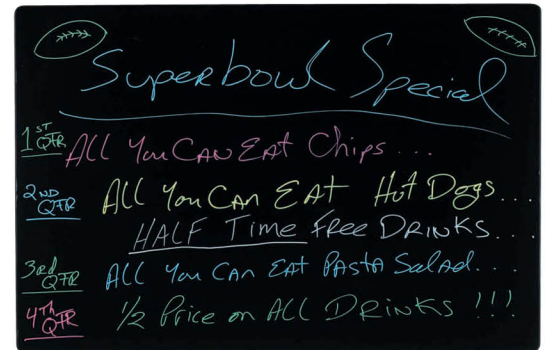 Superbowl Special
1ST QTR ALL You CAN EAT Chips...
2ND QTR ALL You CAN EAT Hot Dogs....
HALF Time FREE DRINKS....
3rd QTR ALL You CAN EAT PASTA Salad....
4TH QTR 1/2 Price on ALL DRINKS !!!